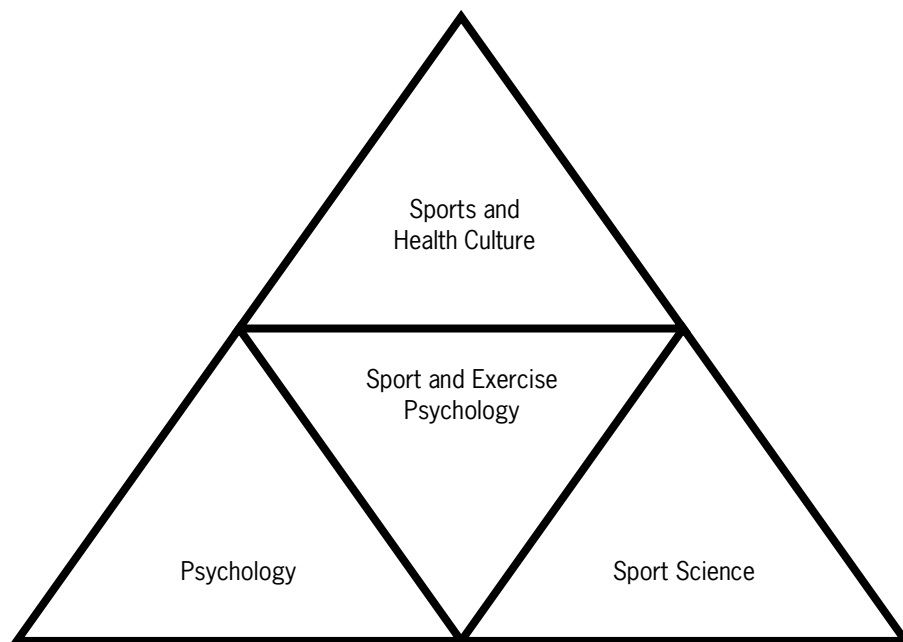 Sports and
Health Culture
Sport and Exercise
Psychology
Psychology
Sport Science